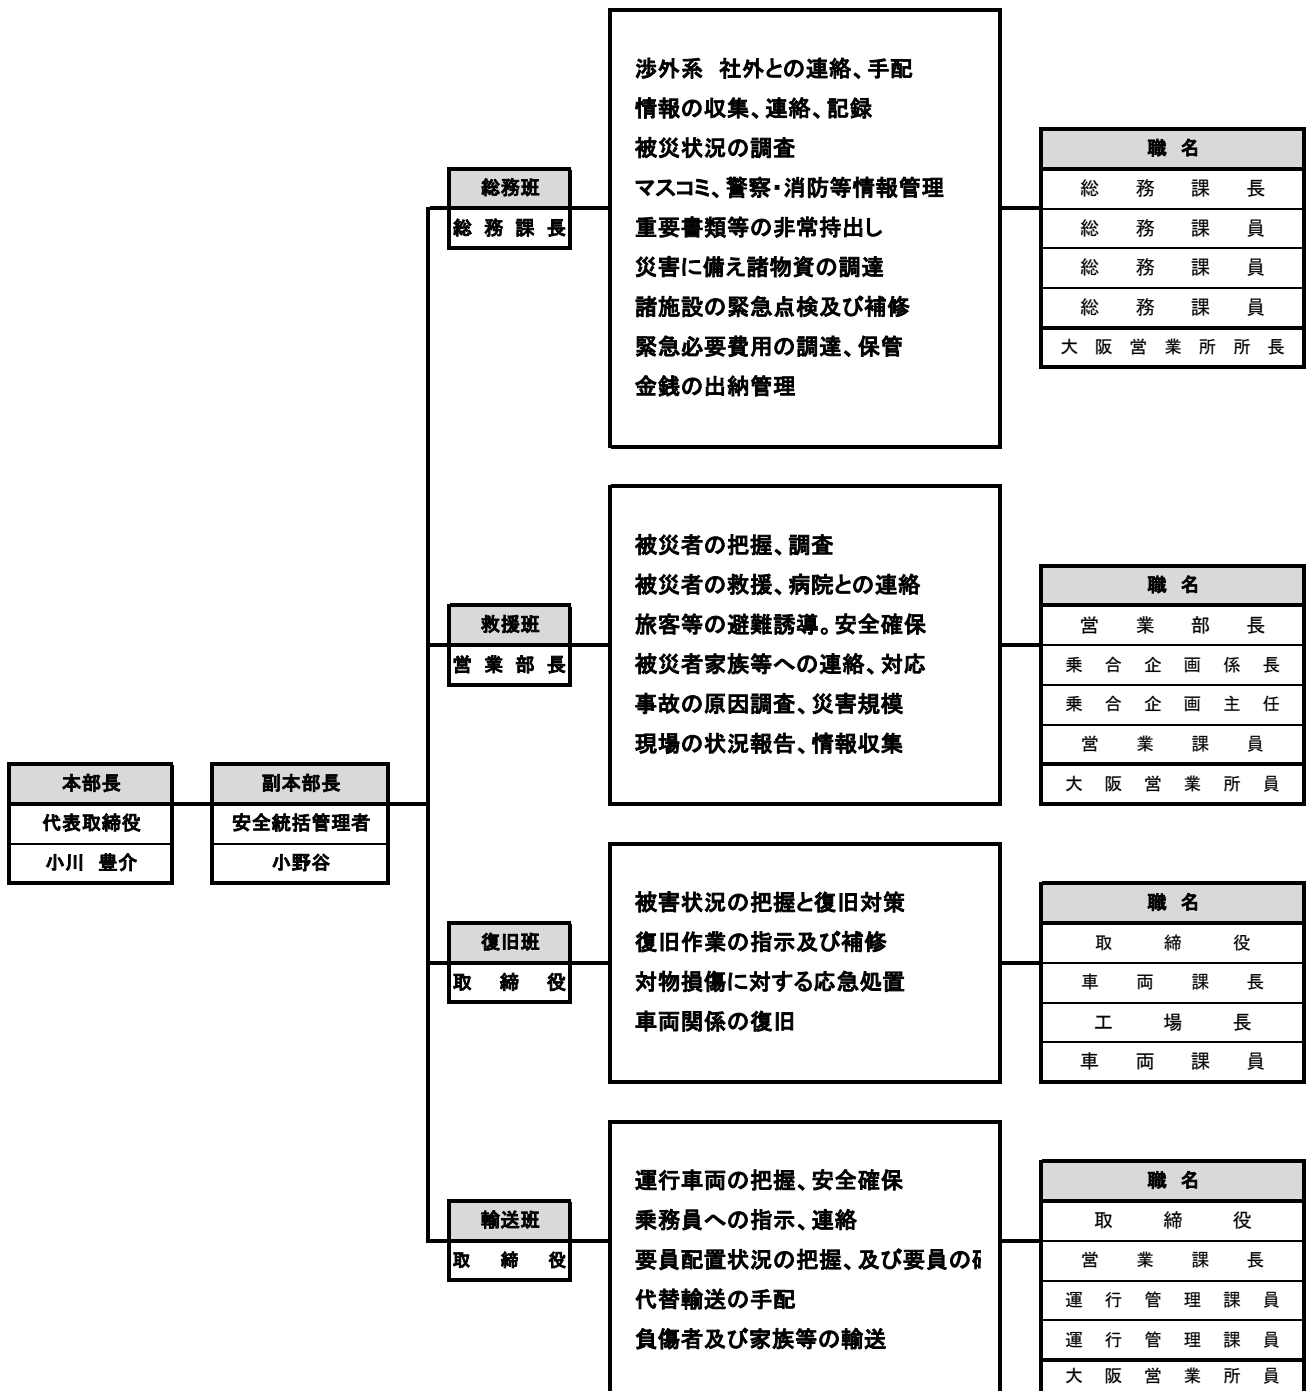 本部長
代表取締役
小川 豊介
副本部長
安全統括管理者
小野谷
総務班
総務課長
渉外系 社外との連絡、手配
情報の収集、連絡、記録
被災状況の調査
マスコミ、警察・消防等情報管理
重要書類等の非常持出し
災害に備え諸物資の調達
諸施設の緊急点検及び補修
緊急必要費用の調達、保管
金銭の出納管理
職 名
総務課長
総務課員
総務課員
総務課員
大阪営業所所長
救援班
営業部長
被災者の把握、調査
被災者の救援、病院との連絡
旅客等の避難誘導。安全確保
被災者家族等への連絡、対応
事故の原因調査、災害規模
現場の状況報告、情報収集
職 名
営業部長
乗合企画係長
乗合企画主任
営業課員
大阪営業所員
復旧班
取締役
被害状況の把握と復旧対策
復旧作業の指示及び補修
対物損傷に対する応急処置
車両関係の復旧
職 名
取締役
車両課長
工場長
車両課員
輸送班
取締役
運行車両の把握、安全確保
乗務員への指示、連絡
要員配置状況の把握、及び要員の
代替輸送の手配
負傷者及び家族等の輸送
職 名
取締役
営業課長
運行管理課員
運行管理課員
大阪営業所員